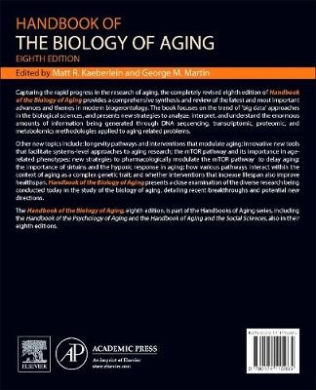 HANDBOOK OF
THE BIOLOGY OF AGING
EIGHTH EDITION
Edited by Matt R. Kaeberlein and George M. Martin
Capturing the rapid progress in the research of aging, the completely revised eighth edition of Handbook
of the Biology of Aging provides a comprehensive synthesis and review of the latest and most important
advances and themes in modern biogerontology. The book focuses on the trend of 'big data' approaches
in the biological sciences, and presents new strategies to analyze, interpret, and understand the enormous
amounts of information being generated through DNA sequencing, transcriptomic, proteomic, and
metabolomics methodologies applied to aging related problems.
Other new topics include: longevity pathways and interventions that modulate aging; innovative new tools
that facilitate systems-level approaches to aging research; the mTOR pathway and its importance in age-
related phenotypes; new strategies to pharmacologically modulate the mTOR pathway to delay aging;
the importance of sirtuins and the hypoxic response in aging; how various pathways interact within the
context of aging as a complex genetic trait; and whether interventions that increase lifespan also improve
healthspan. Handbook of the Biology of Aging presents a close examination of the diverse research being
conducted today in the study of the biology of aging, detailing recent breakthroughs and potential new
directions.
The Handbook of the Biology of Aging, eighth edition, is part of the Handbooks of Aging series, including
the Handbook of the Psychology of Aging and the Handbook of Aging and the Social Sciences, also in their
eighth editions.
ELSEVIER
AP
ACADEMIC PRESS
An imprint of Elsevier